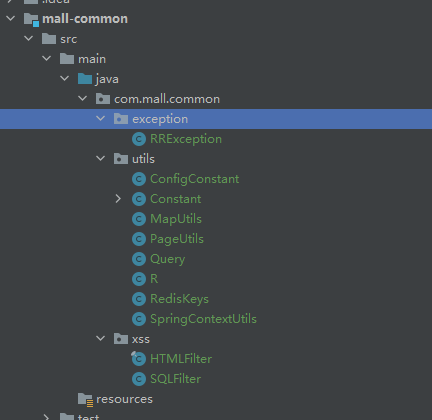 .idea
mall-common
src
main
java
com.mall.common
exception
RRException
utils
ConfigConstant
Constant
MapUtils
PageUtils
Query
R
RedisKeys
SpringContextUtils
xss
HTMLFilter
SQLFilter
resources
test